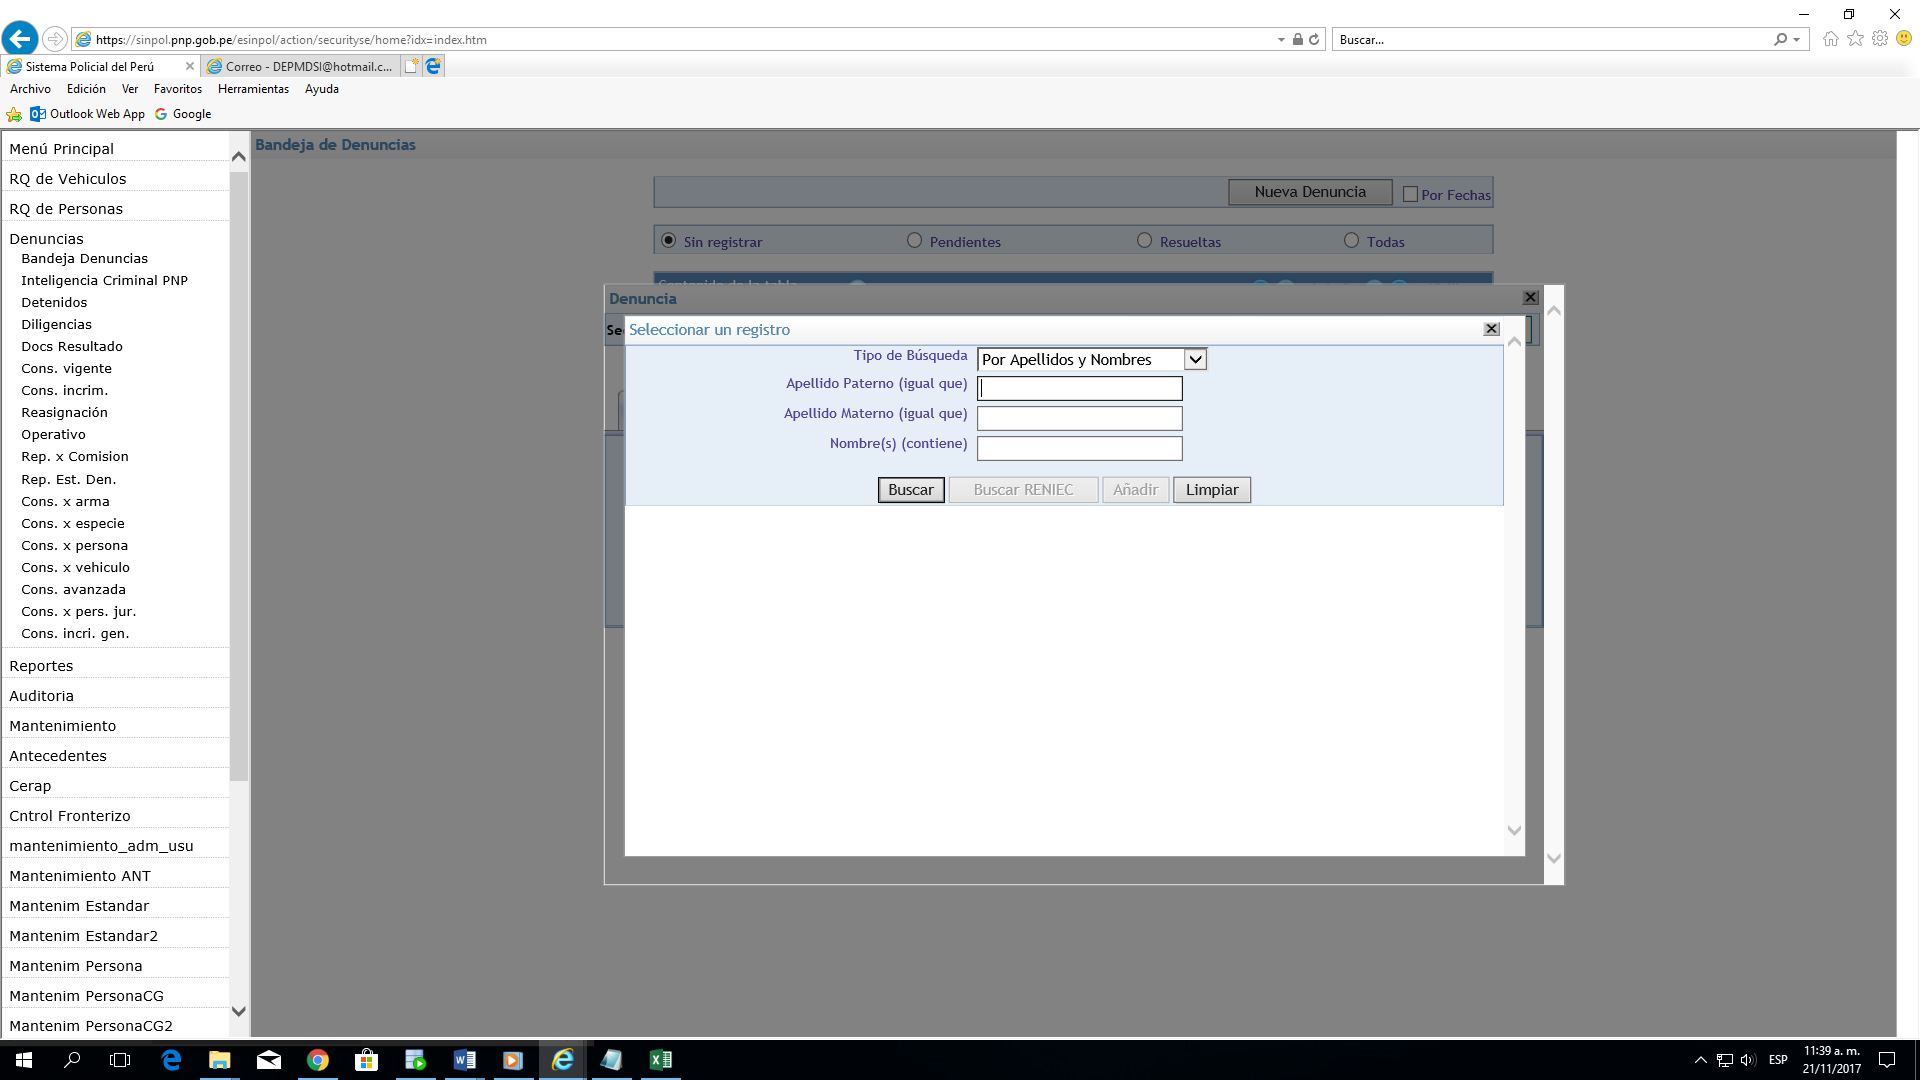 https://sinpol.pnp.gob.pe/esinpol/action/securityse/home?idx=index.htm
Buscar...
Sistema Policial del Perú
Correo - DEPMDSI@hotmail.c...
Archivo Edición Ver Favoritos Herramientas Ayuda
Outlook Web App Google
Menú Principal
RQ de Vehiculos
RQ de Personas
Denuncias
Bandeja Denuncias
Inteligencia Criminal PNP
Detenidos
Diligencias
Docs Resultado
Cons. vigente
Cons. incrim.
Reasignación
Operativo
Rep. x Comision
Rep. Est. Den.
Cons. x arma
Cons. x especie
Cons. x persona
Cons. x vehiculo
Cons. avanzada
Cons. x pers. jur.
Cons. incri. gen.
Reportes
Auditoria
Mantenimiento
Antecedentes
Cerap
Cntrol Fronterizo
mantenimiento_adm_usu
Mantenimiento ANT
Mantenim Estandar
Mantenim Estandar2
Mantenim Persona
Mantenim PersonaCG
Mantenim PersonaCG2
Bandeja de Denuncias
Nueva Denuncia Por Fechas
Sin registrar Pendientes Resueltas Todas
Contenido de la tabla
Denuncia
Seleccionar un registro
Tipo de Búsqueda Por Apellidos y Nombres
Apellido Paterno (igual que)
Apellido Materno (igual que)
Nombre(s) (contiene)
Buscar Buscar RENIEC Añadir Limpiar
ESP
11:39 a. m.
21/11/2017